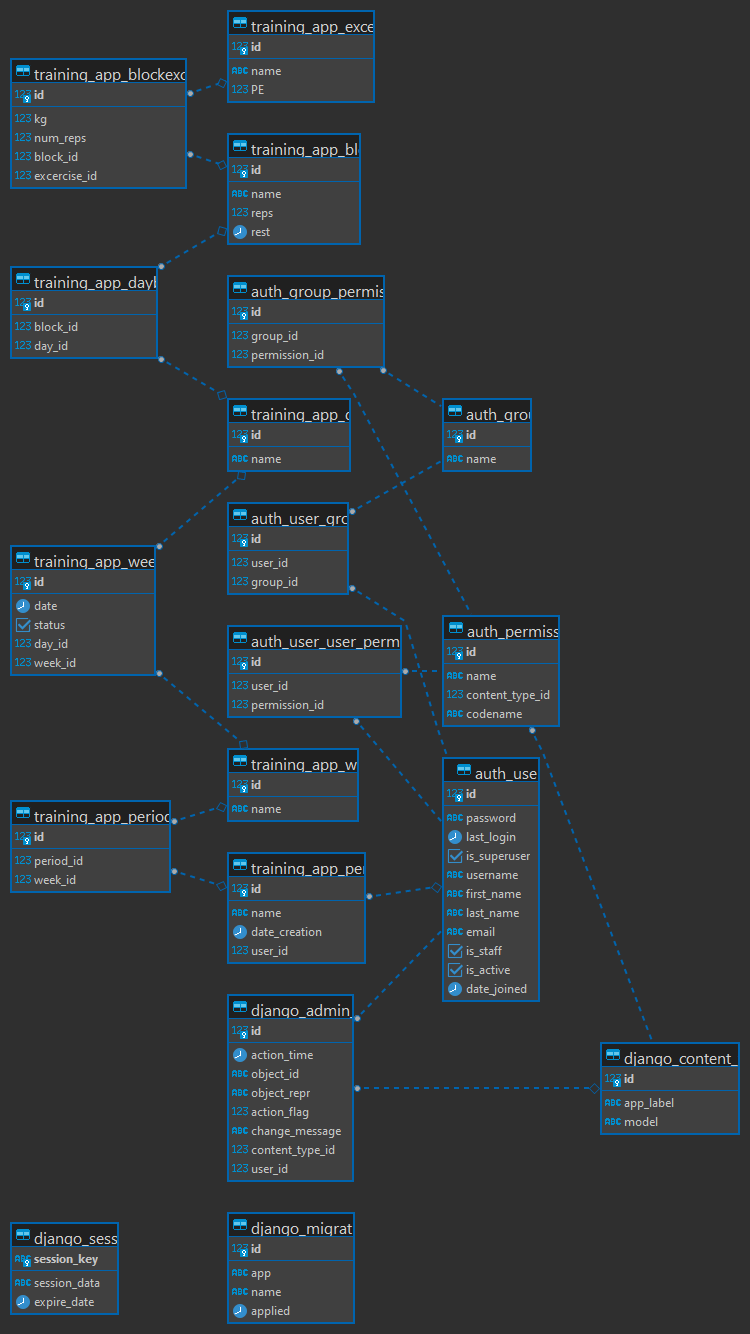 training_app_exce
123 id
ABC name
123 PE
training_app_blockexc
123 id
123 kg
123 num_reps
123 block_id
123 excercise_id
training_app_bl
123 id
ABC name
123 reps
rest
training_app_dayb
123 id
123 block_id
123 day_id
auth_group_permis
123 id
123 group_id
123 permission_id
training_app_d
123 id
ABC name
auth_grou
123 id
ABC name
auth_user_gro
123 id
123 user_id
123 group_id
training_app_wee
123 id
date
status
123 day_id
123 week_id
auth_user_user_perm
123 id
123 user_id
123 permission_id
auth_permiss
123 id
ABC name
123 content_type_id
ABC codename
training_app_w
123 id
ABC name
auth_use
123 id
ABC password
last_login
is_superuser
ABC username
ABC first_name
ABC last_name
ABC email
is_staff
is_active
date_joined
training_app_period
123 id
123 period_id
123 week_id
training_app_per
123 id
ABC name
date_creation
123 user_id
django_admin_
123 id
action_time
ABC object_id
ABC object_repr
123 action_flag
ABC change_message
123 content_type_id
123 user_id
django_content_
123 id
ABC app_label
ABC model
django_sess
ABC session_key
ABC session_data
expire_date
django_migrat
123 id
ABC app
ABC name
applied